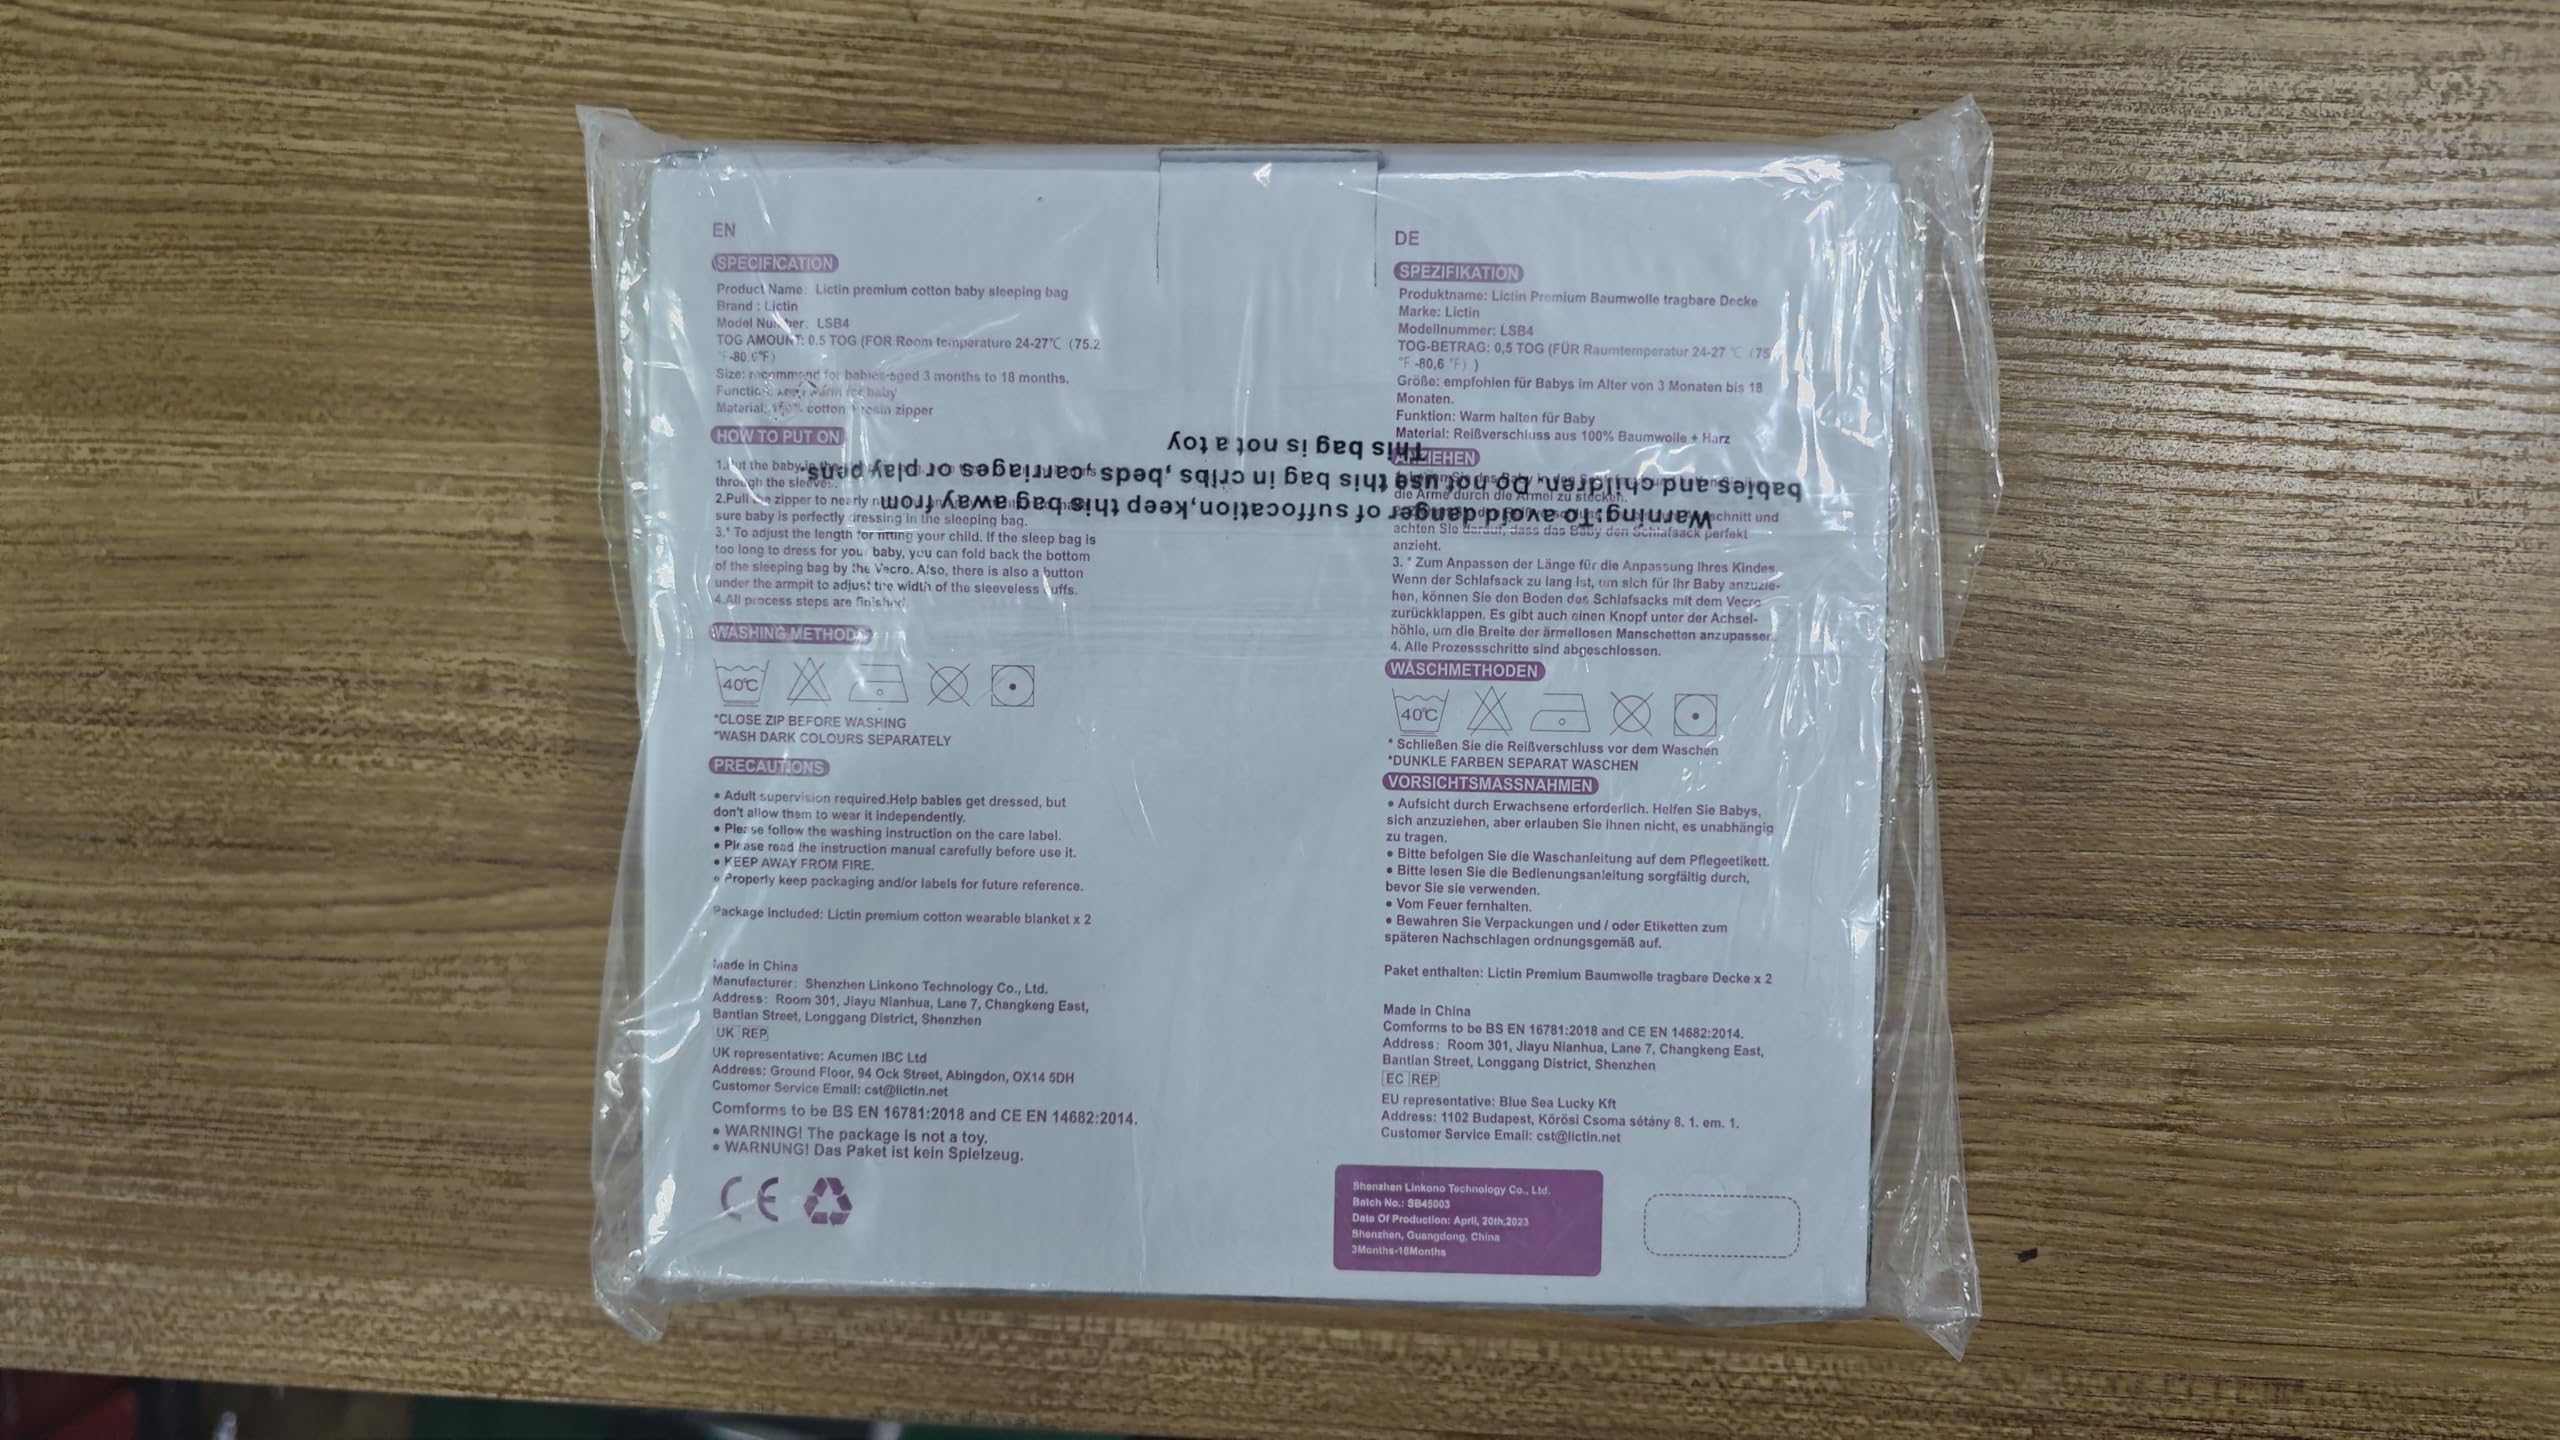 EN
SPECIFICATION
Product Name: Lictin premium cotton baby sleeping bag
Brand : Lictin
Model Number: LSB4
TOG AMOUNT: 0.5 TOG (FOR Room temperature 24-27℃ (75.2
°F-80.6°F)
Size: recommend for babies aged 3 months to 18 months.
Function: keep warm for baby
Material: 100% cotton + resin zipper
HOW TO PUT ON
1.Put the baby in the
through the sleeves.
2.Pull the zipper to nearly
sure baby is perfectly dressing in the sleeping bag.
3.* To adjust the length for fitting your child. If the sleep bag is
too long to dress for your baby, you can fold back the bottom
of the sleeping bag by the Vecro. Also, there is also a button
under the armpit to adjust the width of the sleeveless cuffs.
4.All process steps are finished
WASHING METHODS
40℃
*CLOSE ZIP BEFORE WASHING
*WASH DARK COLOURS SEPARATELY
PRECAUTIONS
• Adult supervision required.Help babies get dressed, but
don't allow them to wear it independently.
• Please follow the washing instruction on the care label.
• Please read the instruction manual carefully before use it.
• KEEP AWAY FROM FIRE.
• Properly keep packaging and/or labels for future reference.
Package included: Lictin premium cotton wearable blanket x 2
Made in China
Manufacturer: Shenzhen Linkono Technology Co., Ltd.
Address: Room 301, Jiayu Nianhua, Lane 7, Changkeng East,
Bantian Street, Longgang District, Shenzhen
UK REP
UK representative: Acumen IBC Ltd
Address: Ground Floor, 94 Ock Street, Abingdon, OX14 5DH
Customer Service Email: cst@lictin.net
Comforms to be BS EN 16781:2018 and CE EN 14682:2014.
• WARNING! The package is not a toy.
• WARNUNG! Das Paket ist kein Spielzeug.
CE
DE
SPEZIFIKATION
Produktname: Lictin Premium Baumwolle tragbare Decke
Marke: Lictin
Modellnummer: LSB4
TOG-BETRAG: 0,5 TOG (FÜR Raumtemperatur 24-27 ℃ (75
°F -80,6 °F) )
Größe: empfohlen für Babys im Alter von 3 Monaten bis 18
Monaten.
Funktion: Warm halten für Baby
Material: Reißverschluss aus 100% Baumwolle + Harz
ANZIEHEN
die Arme durch die Ärmel zu stecken.
achten Sie darauf, dass das Baby den Schlafsack perfekt
anzieht.
3. * Zum Anpassen der Länge für die Anpassung Ihres Kindes.
Wenn der Schlafsack zu lang ist, um sich für Ihr Baby anzuzie-
hen, können Sie den Boden des Schlafsacks mit dem Vecro
zurückklappen. Es gibt auch einen Knopf unter der Achsel-
höhle, um die Breite der ärmellosen Manschetten anzupassen.
4. Alle Prozessschritte sind abgeschlossen.
WASCHMETHODEN
40℃
* Schließen Sie die Reißverschluss vor dem Waschen
*DUNKLE FARBEN SEPARAT WASCHEN
VORSICHTSMASSNAHMEN
• Aufsicht durch Erwachsene erforderlich. Helfen Sie Babys,
sich anzuziehen, aber erlauben Sie ihnen nicht, es unabhängig
zu tragen.
• Bitte befolgen Sie die Waschanleitung auf dem Pflegeetikett.
• Bitte lesen Sie die Bedienungsanleitung sorgfältig durch,
bevor Sie sie verwenden.
• Vom Feuer fernhalten.
• Bewahren Sie Verpackungen und / oder Etiketten zum
späteren Nachschlagen ordnungsgemäß auf.
Paket enthalten: Lictin Premium Baumwolle tragbare Decke x 2
Made in China
Comforms to be BS EN 16781:2018 and CE EN 14682:2014.
Address: Room 301, Jiayu Nianhua, Lane 7, Changkeng East,
Bantian Street, Longgang District, Shenzhen
EC REP
EU representative: Blue Sea Lucky Kft
Address: 1102 Budapest, Kőrösi Csoma sétány 8. 1. em. 1.
Customer Service Email: cst@lictin.net
Shenzhen Linkono Technology Co., Ltd.
Batch No.: SB45003
Date Of Production: April, 20th,2023
Shenzhen, Guangdong, China
3Months-18Months
Warning:To avoid danger of suffocation,keep this bag away from
babies and children. Do not use this bag in cribs, beds, carriages or play pens.
This bag is not a toy